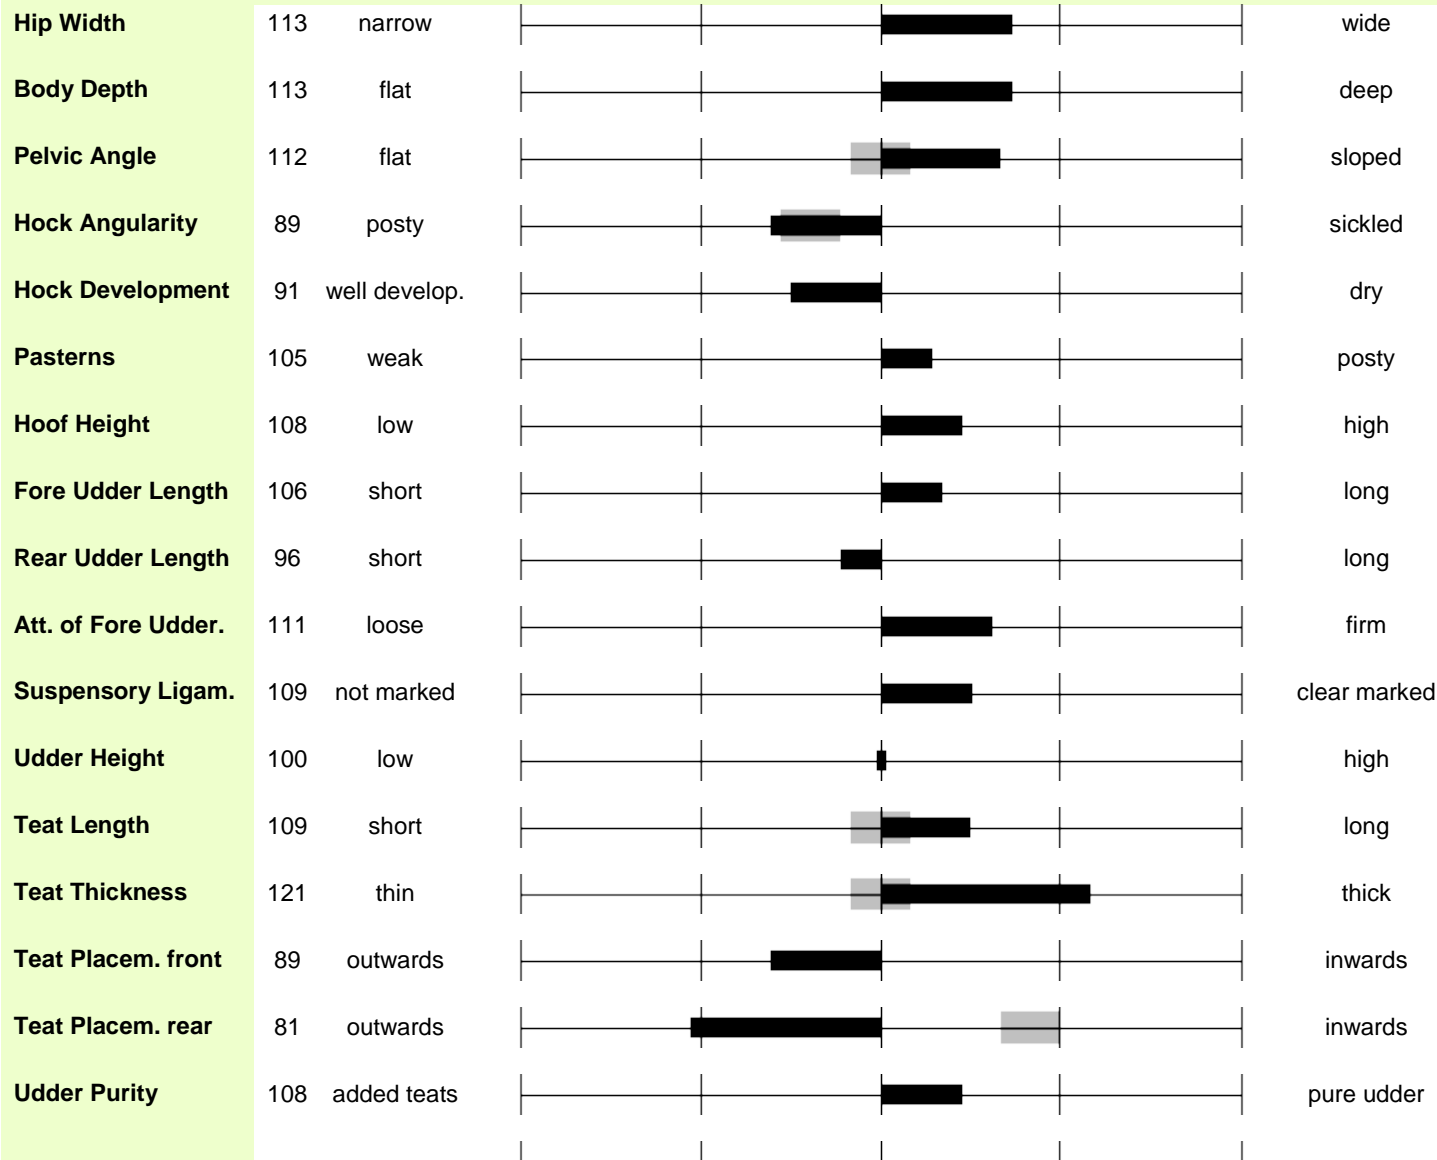 Hip Width 113 narrow wide
Body Depth 113 flat deep
Pelvic Angle 112 flat sloped
Hock Angularity 89 posty sickled
Hock Development 91 well develop. dry
Pasterns 105 weak posty
Hoof Height 108 low high
Fore Udder Length 106 short long
Rear Udder Length 96 short long
Att. of Fore Udder. 111 loose firm
Suspensory Ligam. 109 not marked clear marked
Udder Height 100 low high
Teat Length 109 short long
Teat Thickness 121 thin thick
Teat Placem. front 89 outwards inwards
Teat Placem. rear 81 outwards inwards
Udder Purity 108 added teats pure udder